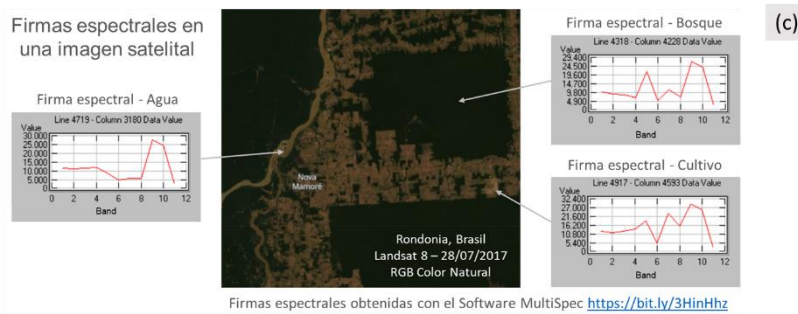 Firmas espectrales en
una imagen satelital
(c)
Firma espectral - Agua
Line 4719 - Column 3180 Data Value
Value
30.000
25.000
20.000
15.000
10.000
5.000
0
0 2 4 6 8 10 12
Band
Nova
Mamoré
Rondonia, Brasil
Landsat 8 – 28/07/2017
RGB Color Natural
Firma espectral - Bosque
Line 4318 - Column 4228 Data Value
Value
29.400
24.500
19.600
14.700
9.800
4.900
0
0 2 4 6 8 10 12
Band
Firma espectral - Cultivo
Line 4917 - Column 4593 Data Value
Value
32.400
27.000
21.600
16.200
10.800
5.400
0
0 2 4 6 8 10 12
Band
Firmas espectrales obtenidas con el Software MultiSpec https://bit.ly/3HinHhz